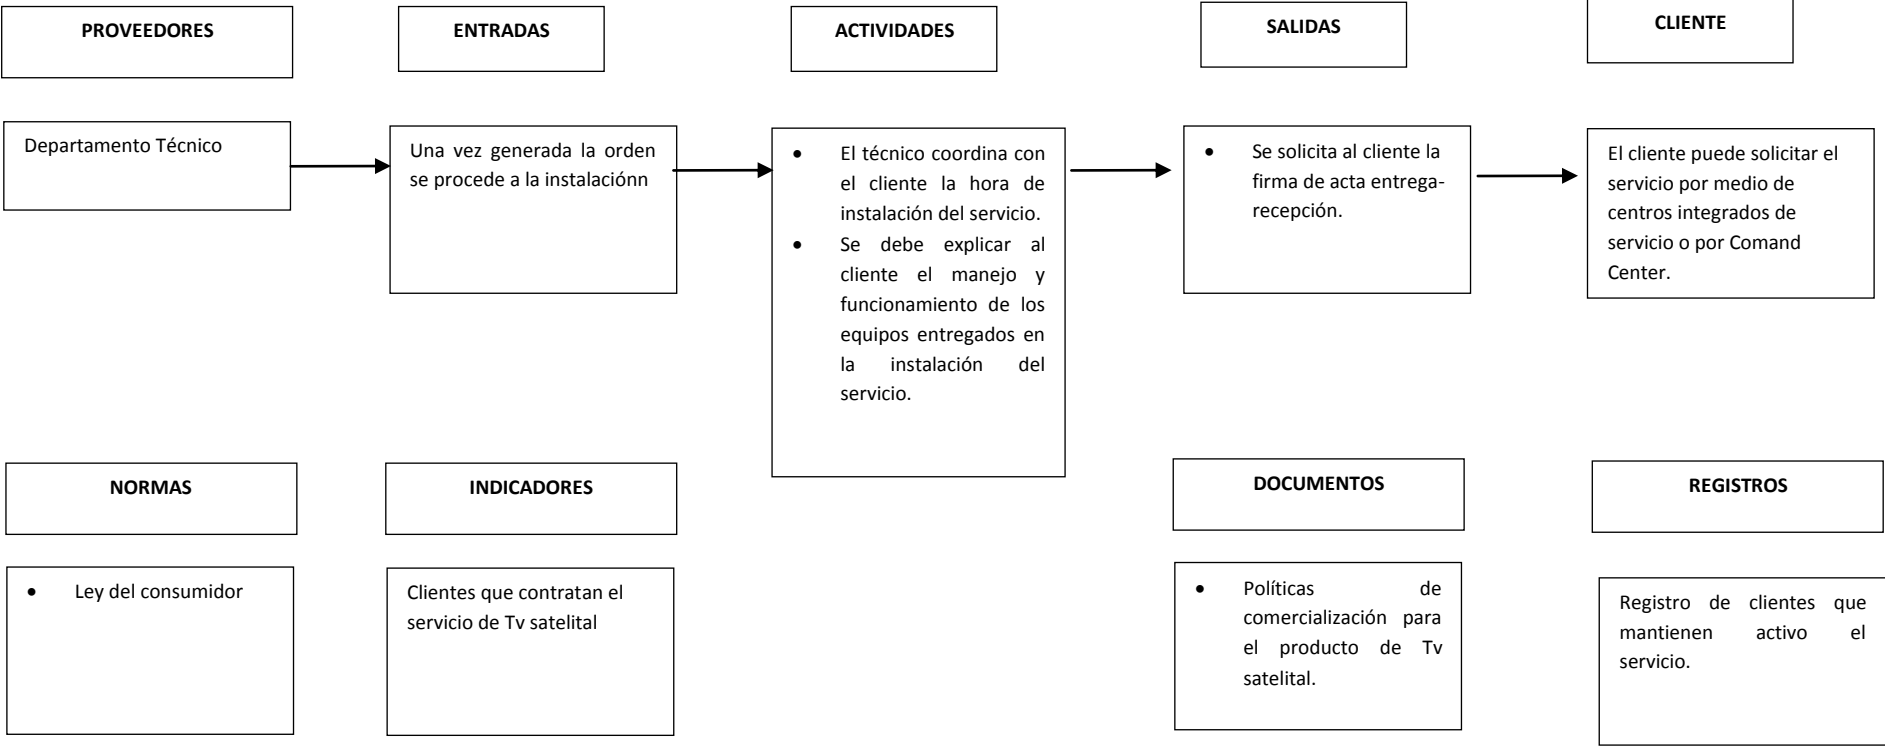 PROVEEDORES
ENTRADAS
ACTIVIDADES
SALIDAS
CLIENTE
Departamento Técnico
Una vez generada la orden
se procede a la instalaciónn
• El técnico coordina con
el cliente la hora de
instalación del servicio.
• Se debe explicar al
cliente el manejo y
funcionamiento de los
equipos entregados en
la instalación del
servicio.
• Se solicita al cliente la
firma de acta entrega-
recepción.
El cliente puede solicitar el
servicio por medio de
centros integrados de
servicio o por Comand
Center.
NORMAS
INDICADORES
DOCUMENTOS
REGISTROS
• Ley del consumidor
Clientes que contratan el
servicio de Tv satelital
• Políticas de
comercialización para
el producto de Tv
satelital.
Registro de clientes que
mantienen activo el
servicio.